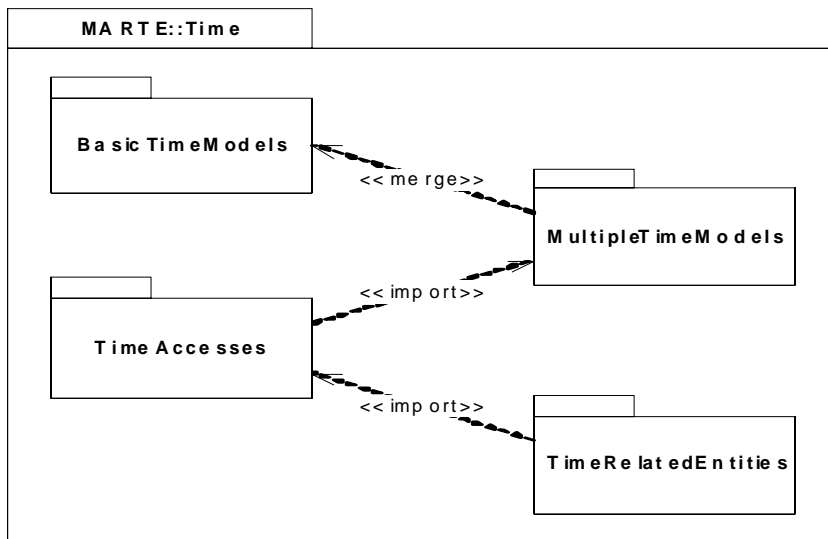 MARTE::Time
BasicTimeModels
<<merge>>
MultipleTimeModels
<<import>>
TimeAccesses
<<import>>
TimeRelatedEntities